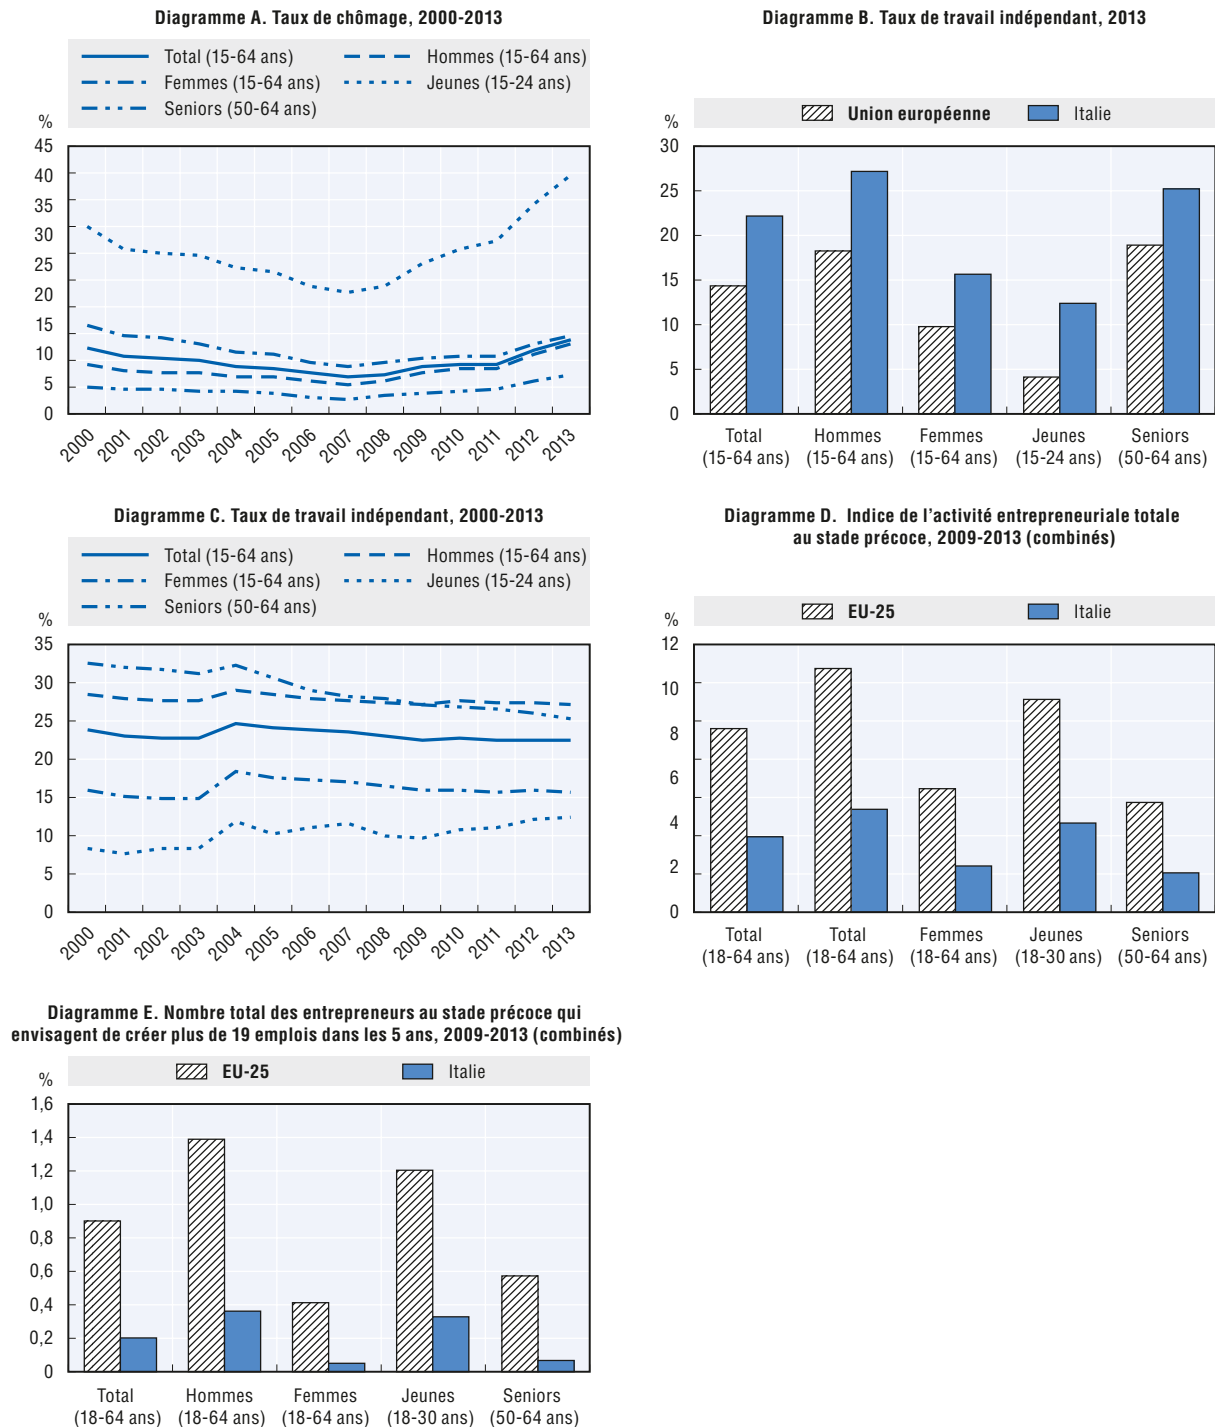 Diagramme A. Taux de chômage, 2000-2013
Total (15-64 ans)
Hommes (15-64 ans)
Femmes (15-64 ans)
Jeunes (15-24 ans)
Seniors (50-64 ans)
%
45
40
35
30
25
20
15
10
5
0
2000
2001
2002
2003
2004
2005
2006
2007
2008
2009
2010
2011
2012
2013
Diagramme B. Taux de travail indépendant, 2013
Union européenne
Italie
%
30
25
20
15
10
5
0
Total
(15-64 ans)
Hommes
(15-64 ans)
Femmes
(15-64 ans)
Jeunes
(15-24 ans)
Seniors
(50-64 ans)
Diagramme C. Taux de travail indépendant, 2000-2013
Total (15-64 ans)
Hommes (15-64 ans)
Femmes (15-64 ans)
Jeunes (15-24 ans)
Seniors (50-64 ans)
%
35
30
25
20
15
10
5
0
2000
2001
2002
2003
2004
2005
2006
2007
2008
2009
2010
2011
2012
2013
Diagramme D. Indice de l'activité entrepreneuriale totale
au stade précoce, 2009-2013 (combinés)
EU-25
Italie
%
12
10
8
6
4
2
0
Total
(18-64 ans)
Total
(18-64 ans)
Femmes
(18-64 ans)
Jeunes
(18-30 ans)
Seniors
(50-64 ans)
Diagramme E. Nombre total des entrepreneurs au stade précoce qui
envisagent de créer plus de 19 emplois dans les 5 ans, 2009-2013 (combinés)
EU-25
Italie
%
1,6
1,4
1,2
1,0
0,8
0,6
0,4
0,2
0
Total
(18-64 ans)
Hommes
(18-64 ans)
Femmes
(18-64 ans)
Jeunes
(18-30 ans)
Seniors
(50-64 ans)